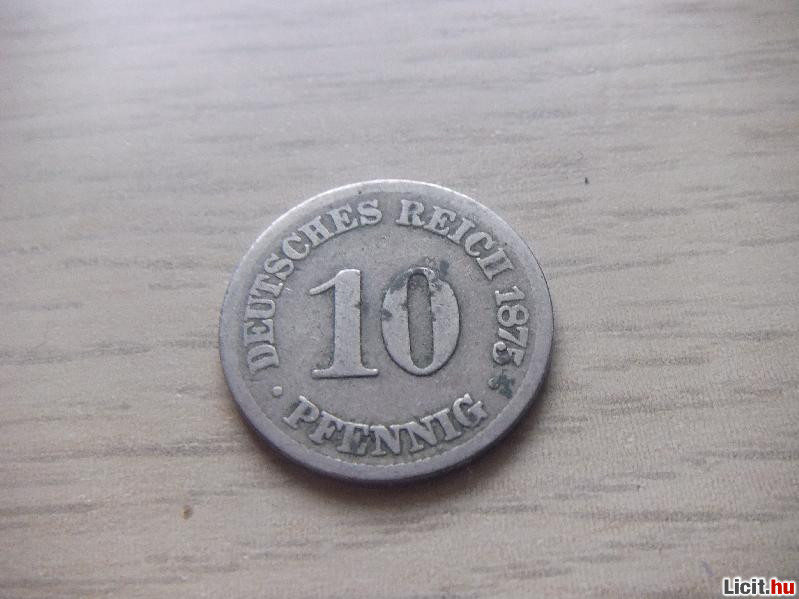 DEUTSCHES REICH 1875
10
PFENNIG
Licit.hu